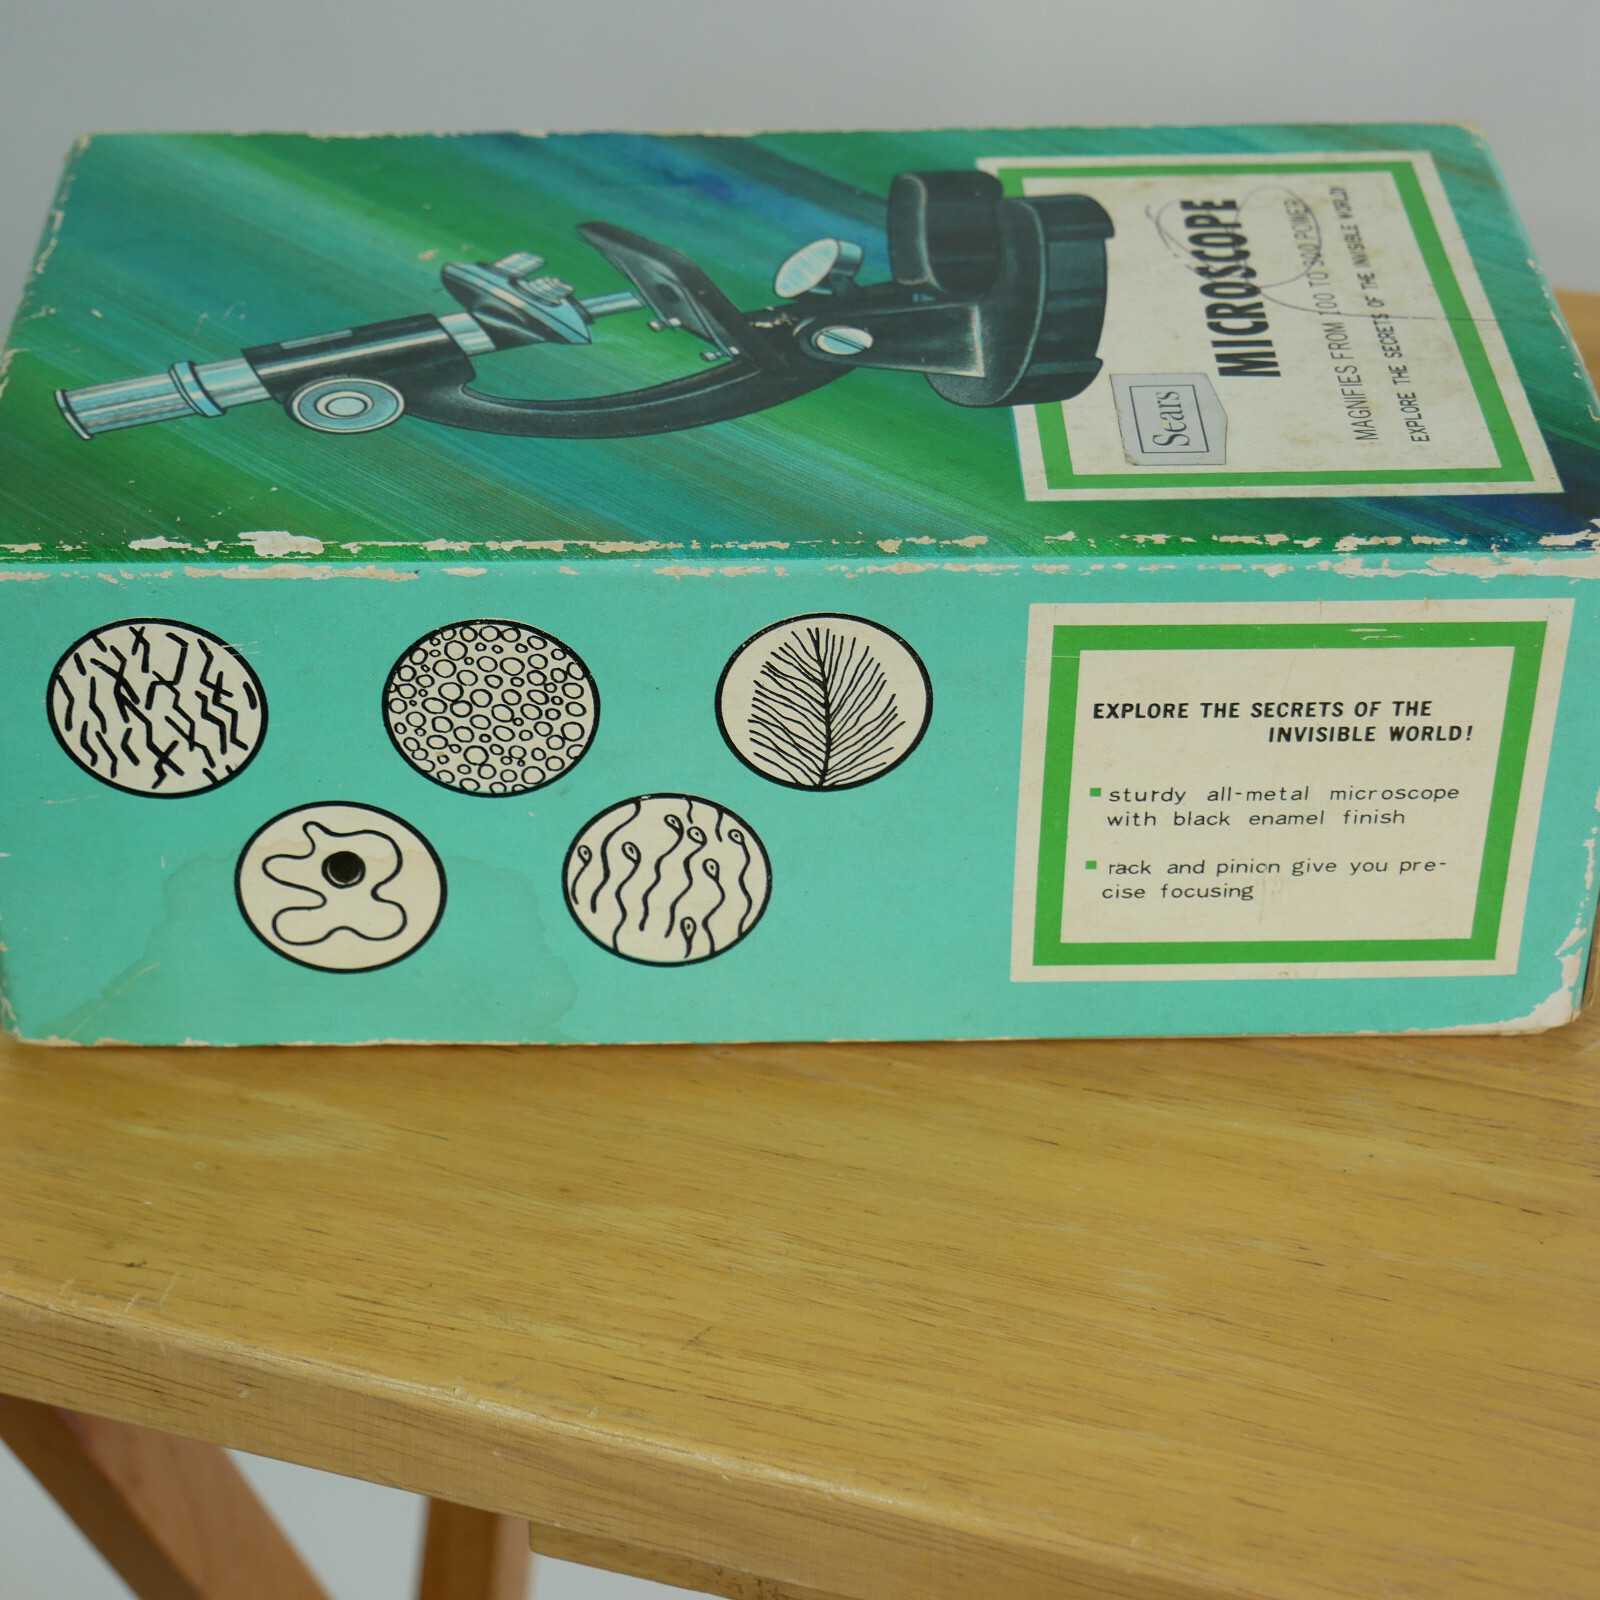 Sears
MICROSCOPE
MAGNIFIES FROM 100 TO 300 POWER
EXPLORE THE SECRETS OF THE INVISIBLE WORLD!
EXPLORE THE SECRETS OF THE
INVISIBLE WORLD!
sturdy all-metal microscope
with black enamel finish
rack and pinion give you pre-
cise focusing